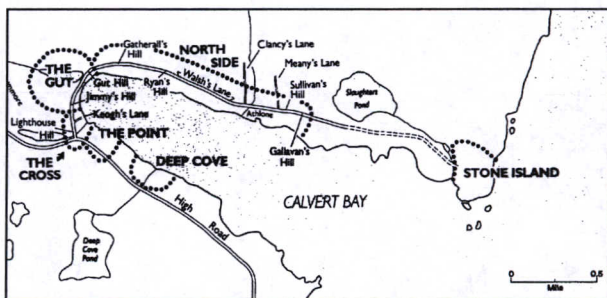 Gatherall's
Hill
NORTH
SIDE
Clancy's Lane
Meany's Lane
THE
GUT
Gut Hill
Ryan's
Hill
Walsh's Lane
Sullivan's
Hill
Sloughters
Pond
Jimmy's Hill
Keough's Lane
Athlone
Lighthouse
Hill
THE POINT
Gallavan's
Hill
THE
CROSS
DEEP COVE
STONE ISLAND
CALVERT BAY
High
Road
Deep
Cove
Pond
0 0.5
Mile